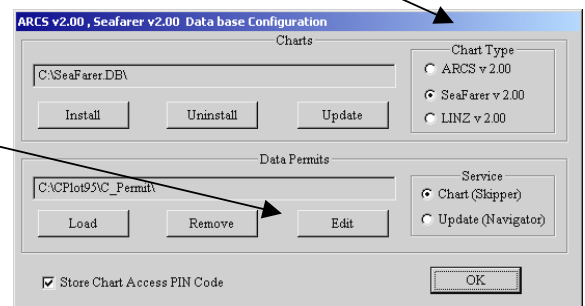 ARCS v2.00 , Seafarer v2.00 Data base Configuration
Charts
C:\SeaFarer.DB\
Install
Uninstall
Update
Chart Type
ARCS v 2.00
SeaFarer v 2.00
LINZ v 2.00
Data Permits
C:\CPlot95\C_Permit\
Load
Remove
Edit
Service
Chart (Skipper)
Update (Navigator)
Store Chart Access PIN Code
OK